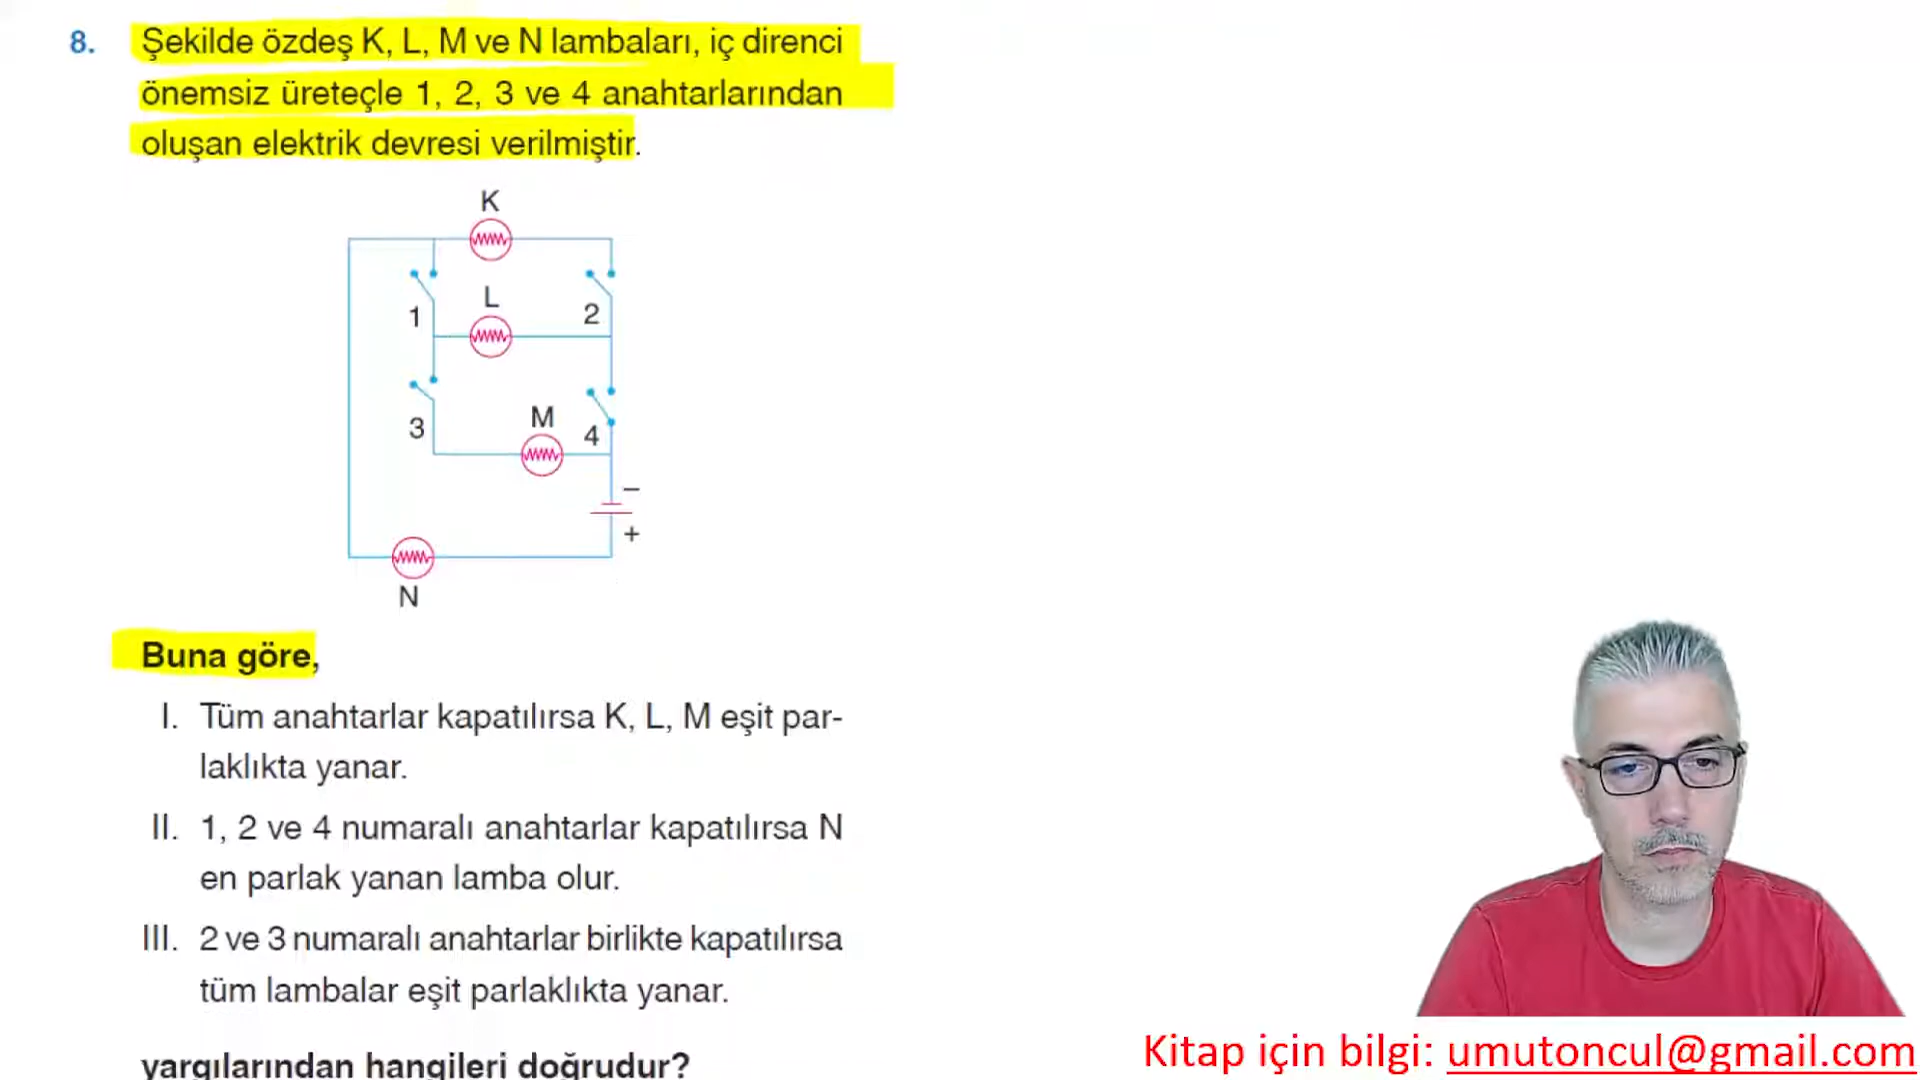 8. Şekilde özdeş K, L, M ve N lambaları, iç direnci
önemsiz üreteçle 1, 2, 3 ve 4 anahtarlarından
oluşan elektrik devresi verilmiştir.
K
L
1
2
M
3
4
–
+
N
Buna göre,
I. Tüm anahtarlar kapatılırsa K, L, M eşit par-
laklıkta yanar.
II. 1, 2 ve 4 numaralı anahtarlar kapatılırsa N
en parlak yanan lamba olur.
III. 2 ve 3 numaralı anahtarlar birlikte kapatılırsa
tüm lambalar eşit parlaklıkta yanar.
yargılarından hangileri doğrudur?
Kitap için bilgi: umutoncul@gmail.com